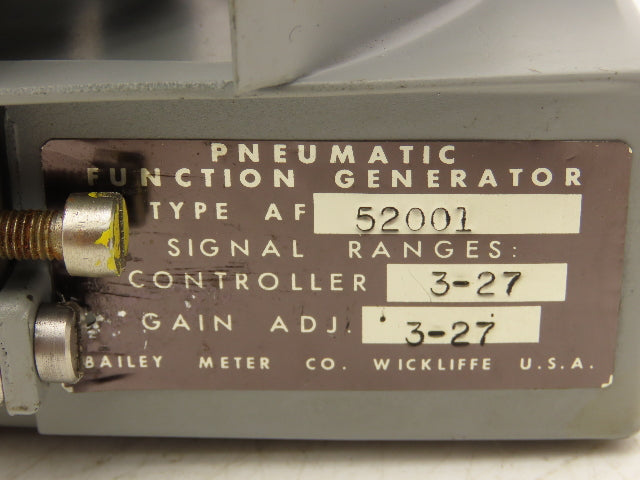 PNEUMATIC
FUNCTION GENERATOR
TYPE AF 52001
SIGNAL RANGES:
CONTROLLER 3-27
GAIN ADJ. 3-27
BAILEY METER CO. WICKLIFFE U.S.A.